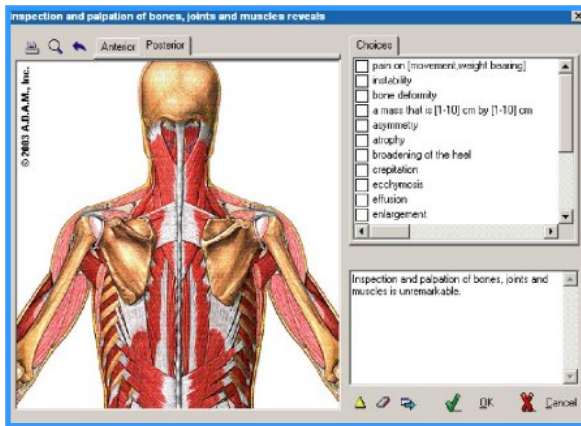 Inspection and palpation of bones, joints and muscles reveals
Anterior
Posterior
© 2003 A.D.A.M., Inc.
Choices
pain on [movement,weight bearing]
instability
bone deformity
a mass that is [1-10] cm by [1-10] cm
asymmetry
atrophy
broadening of the heel
crepitation
ecchymosis
effusion
enlargement
Inspection and palpation of bones, joints and
muscles is unremarkable.
OK
Cancel